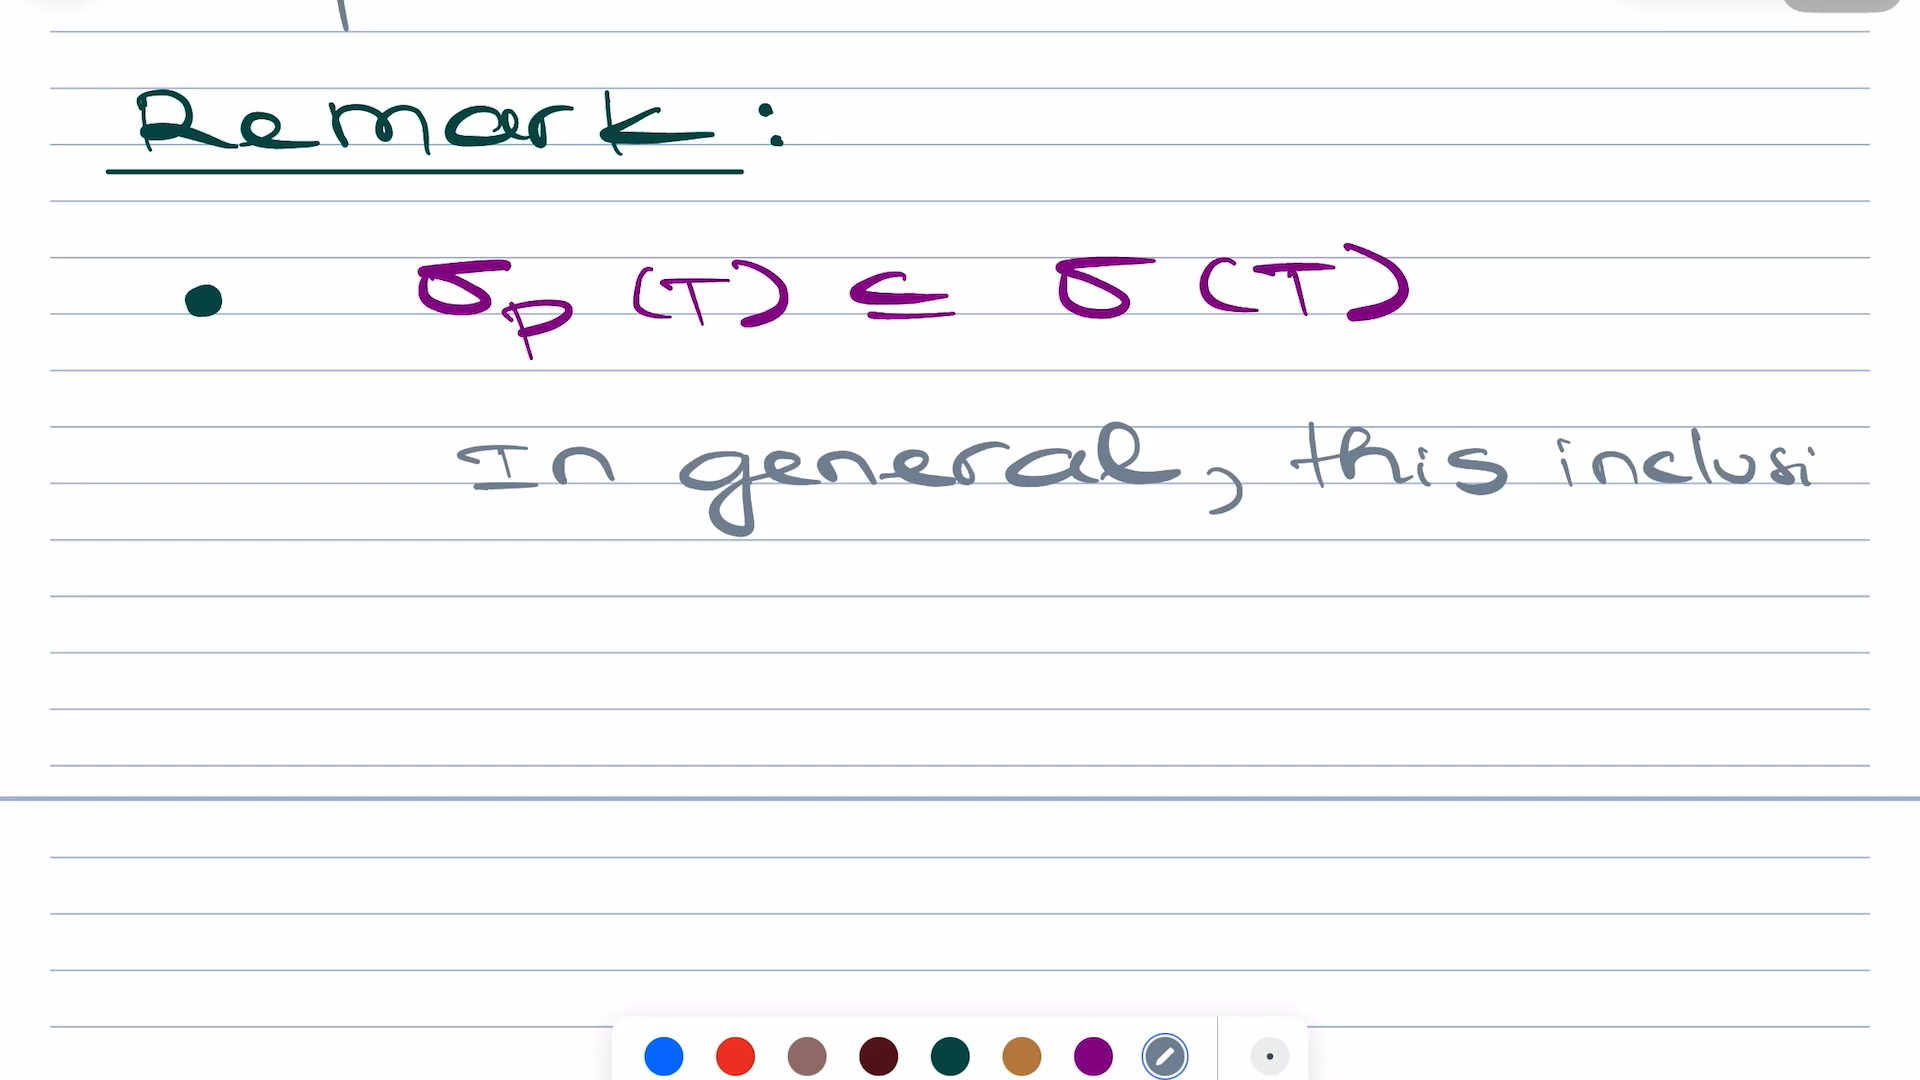 Remark:
• σp (T) ⊆ σ (T)
In general, this inclusi